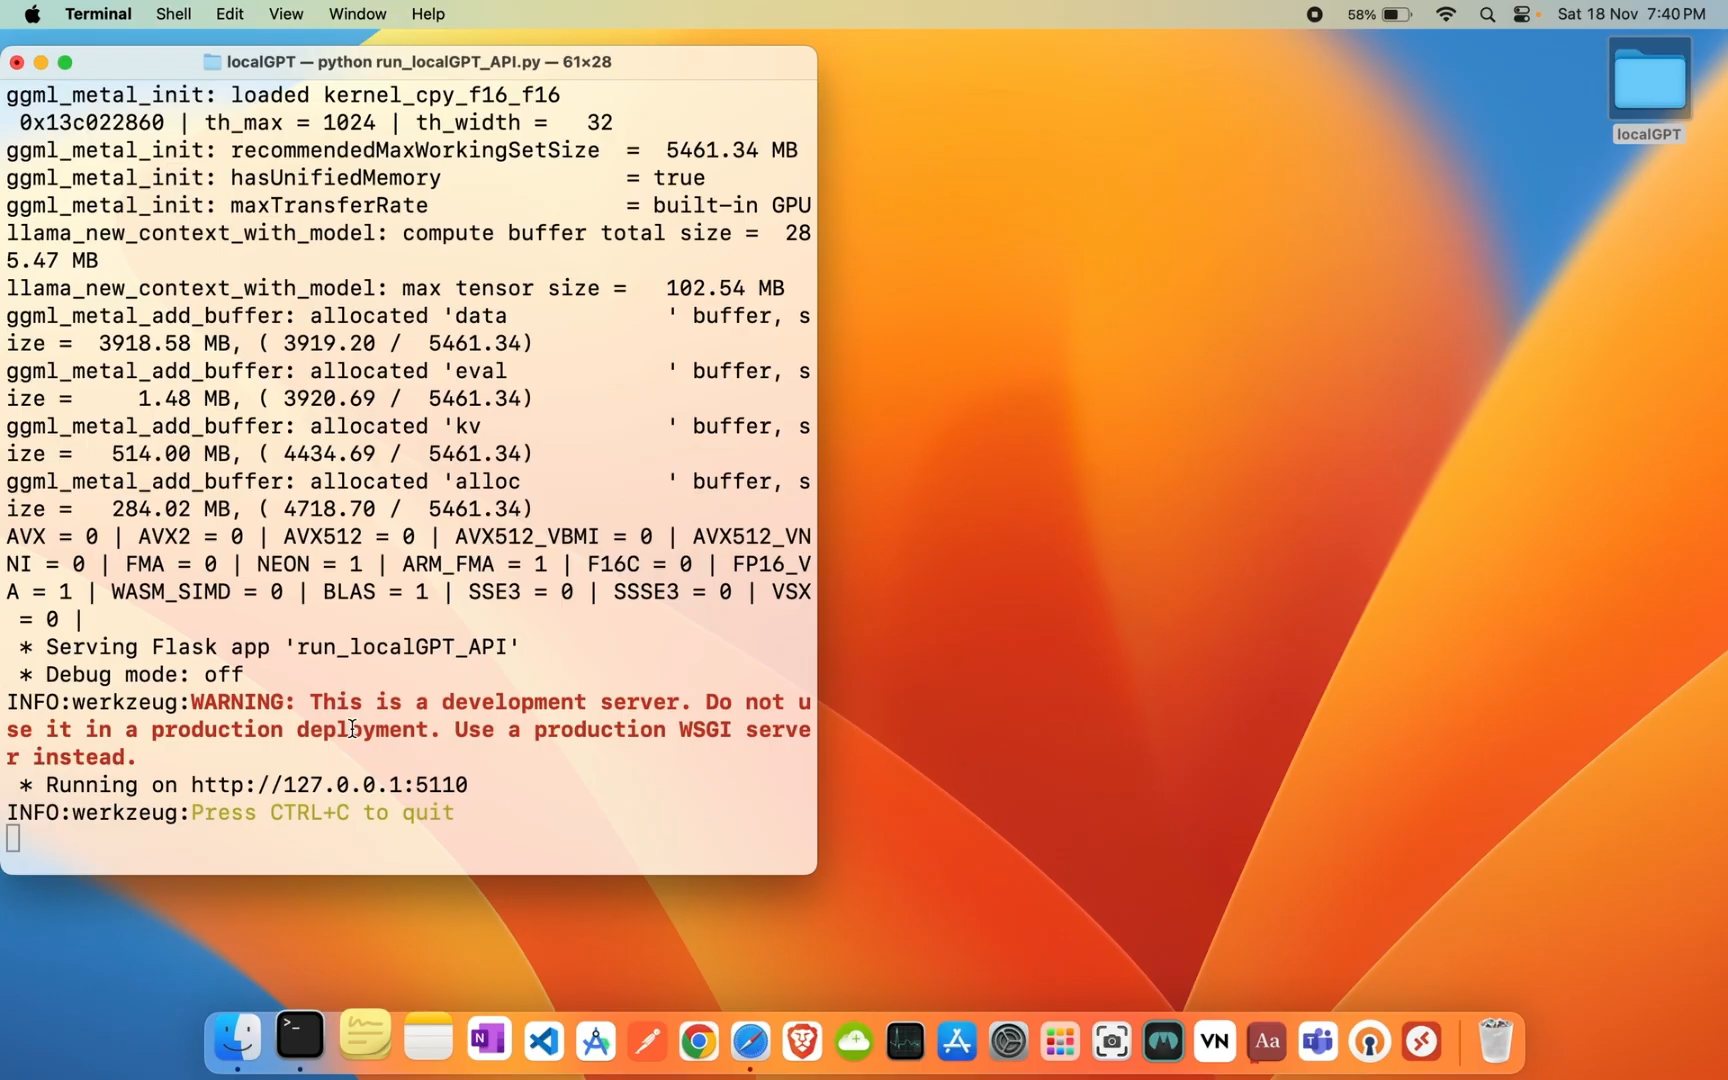 Terminal Shell Edit View Window Help 58% Sat 18 Nov 7:40 PM
localGPT — python run_localGPT_API.py — 61×28
ggml_metal_init: loaded kernel_cpy_f16_f16
0x13c022860 | th_max = 1024 | th_width =   32
ggml_metal_init: recommendedMaxWorkingSetSize  =  5461.34 MB
ggml_metal_init: hasUnifiedMemory              = true
ggml_metal_init: maxTransferRate               = built-in GPU
llama_new_context_with_model: compute buffer total size =  28
5.47 MB
llama_new_context_with_model: max tensor size =   102.54 MB
ggml_metal_add_buffer: allocated 'data            ' buffer, s
ize =  3918.58 MB, ( 3919.20 /  5461.34)
ggml_metal_add_buffer: allocated 'eval            ' buffer, s
ize =     1.48 MB, ( 3920.69 /  5461.34)
ggml_metal_add_buffer: allocated 'kv              ' buffer, s
ize =   514.00 MB, ( 4434.69 /  5461.34)
ggml_metal_add_buffer: allocated 'alloc           ' buffer, s
ize =   284.02 MB, ( 4718.70 /  5461.34)
AVX = 0 | AVX2 = 0 | AVX512 = 0 | AVX512_VBMI = 0 | AVX512_VN
NI = 0 | FMA = 0 | NEON = 1 | ARM_FMA = 1 | F16C = 0 | FP16_V
A = 1 | WASM_SIMD = 0 | BLAS = 1 | SSE3 = 0 | SSSE3 = 0 | VSX
= 0 |
* Serving Flask app 'run_localGPT_API'
* Debug mode: off
INFO:werkzeug:WARNING: This is a development server. Do not u
se it in a production deployment. Use a production WSGI serve
r instead.
* Running on http://127.0.0.1:5110
INFO:werkzeug:Press CTRL+C to quit
localGPT
VN
Aa